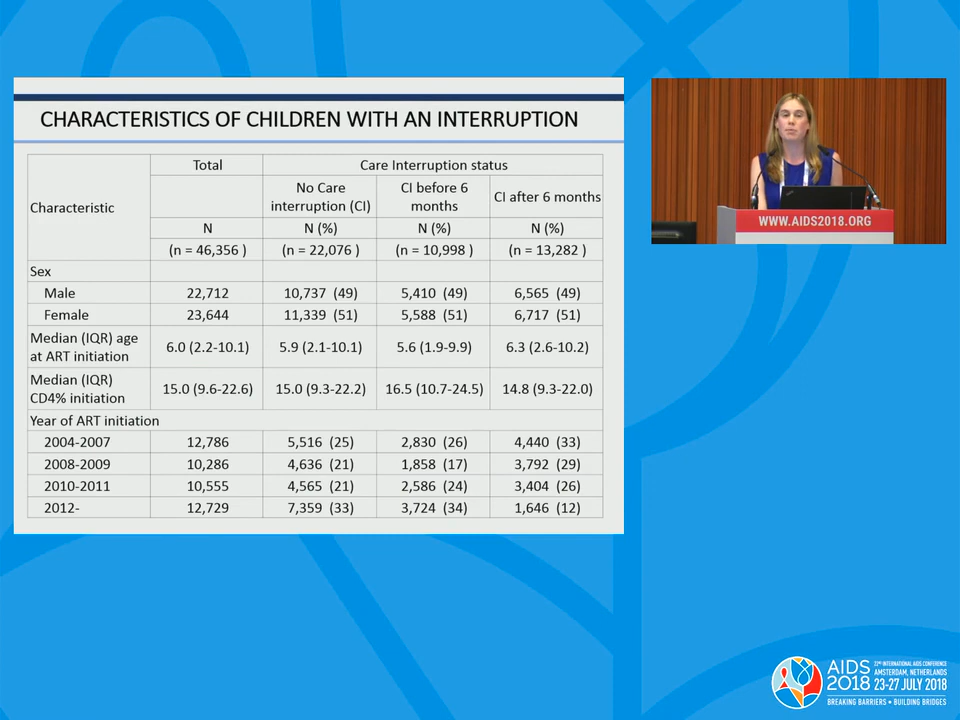 CHARACTERISTICS OF CHILDREN WITH AN INTERRUPTION
Total Care Interruption status
Characteristic No Care interruption (CI) CI before 6 months CI after 6 months
N N (%) N (%) N (%)
(n = 46,356 ) (n = 22,076 ) (n = 10,998 ) (n = 13,282 )
Sex
Male 22,712 10,737 (49) 5,410 (49) 6,565 (49)
Female 23,644 11,339 (51) 5,588 (51) 6,717 (51)
Median (IQR) age at ART initiation 6.0 (2.2-10.1) 5.9 (2.1-10.1) 5.6 (1.9-9.9) 6.3 (2.6-10.2)
Median (IQR) CD4% initiation 15.0 (9.6-22.6) 15.0 (9.3-22.2) 16.5 (10.7-24.5) 14.8 (9.3-22.0)
Year of ART initiation
2004-2007 12,786 5,516 (25) 2,830 (26) 4,440 (33)
2008-2009 10,286 4,636 (21) 1,858 (17) 3,792 (29)
2010-2011 10,555 4,565 (21) 2,586 (24) 3,404 (26)
2012- 12,729 7,359 (33) 3,724 (34) 1,646 (12)
WWW.AIDS2018.ORG
AIDS 2018
22ND INTERNATIONAL AIDS CONFERENCE
AMSTERDAM, NETHERLANDS
23-27 JULY 2018
BREAKING BARRIERS • BUILDING BRIDGES